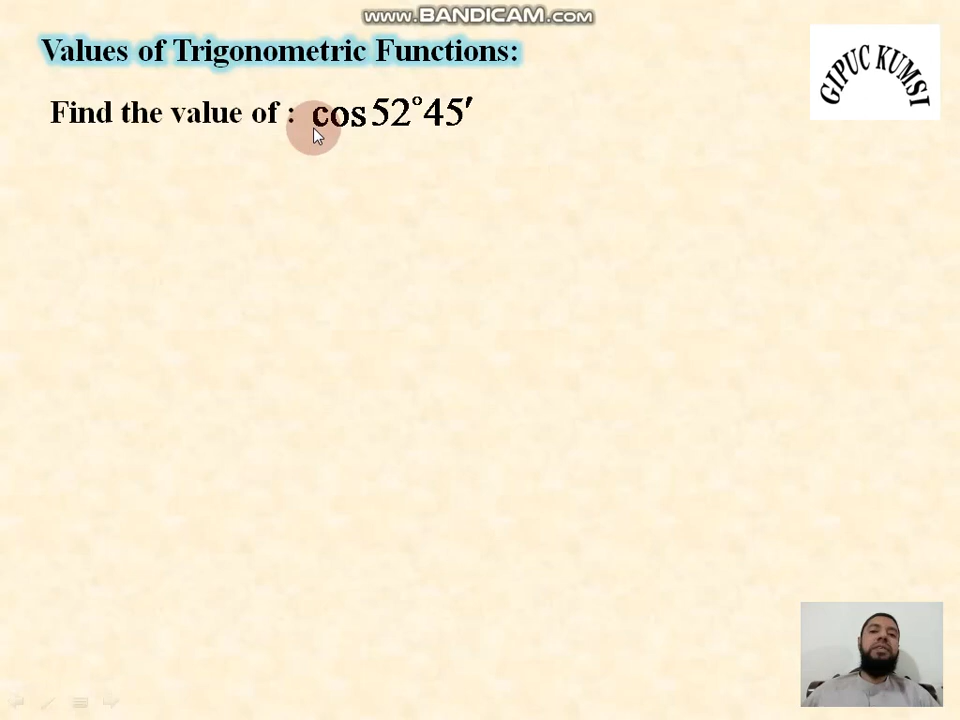 www.BANDICAM.com
Values of Trigonometric Functions:
GIPUC KUMSI
Find the value of : cos 52°45′